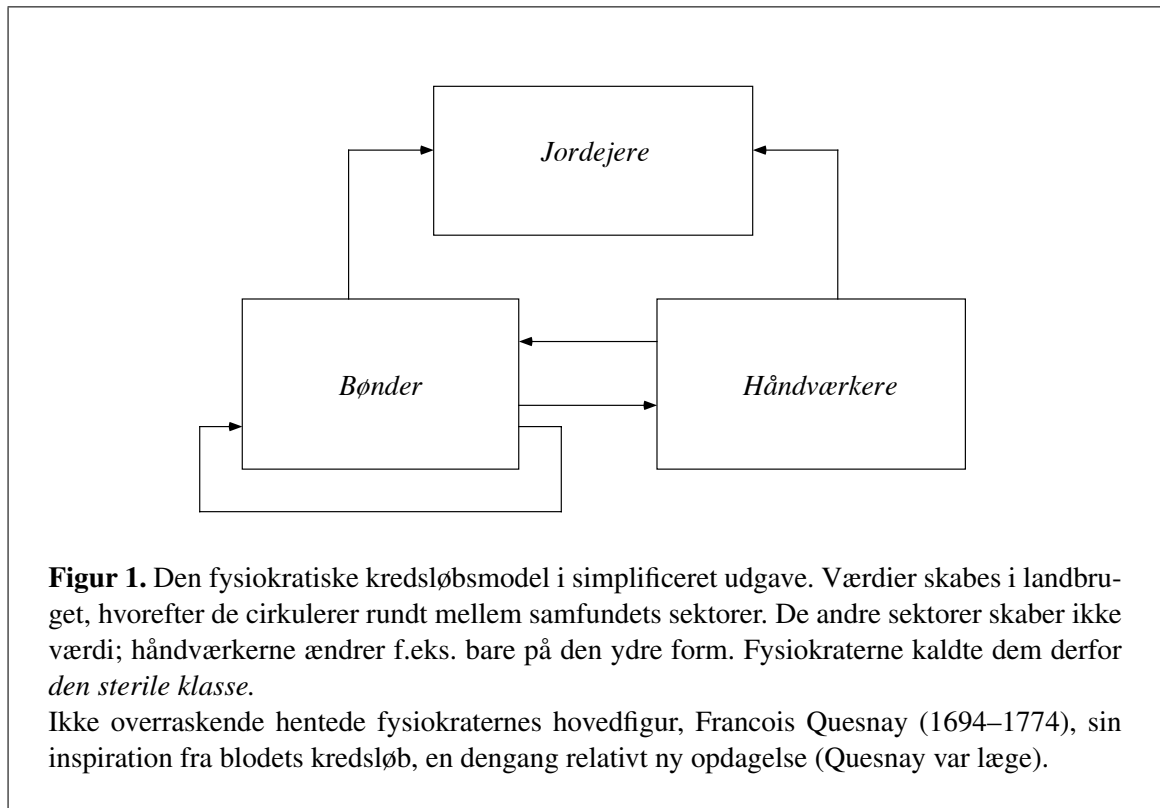 Jordejere
Bønder
Håndværkere
Figur 1. Den fysiokratiske kredsløbsmodel i simplificeret udgave. Værdier skabes i landbru-
get, hvorefter de cirkulerer rundt mellem samfundets sektorer. De andre sektorer skaber ikke
værdi; håndværkerne ændrer f.eks. bare på den ydre form. Fysiokraterne kaldte dem derfor
den sterile klasse.
Ikke overraskende hentede fysiokraternes hovedfigur, Francois Quesnay (1694–1774), sin
inspiration fra blodets kredsløb, en dengang relativt ny opdagelse (Quesnay var læge).